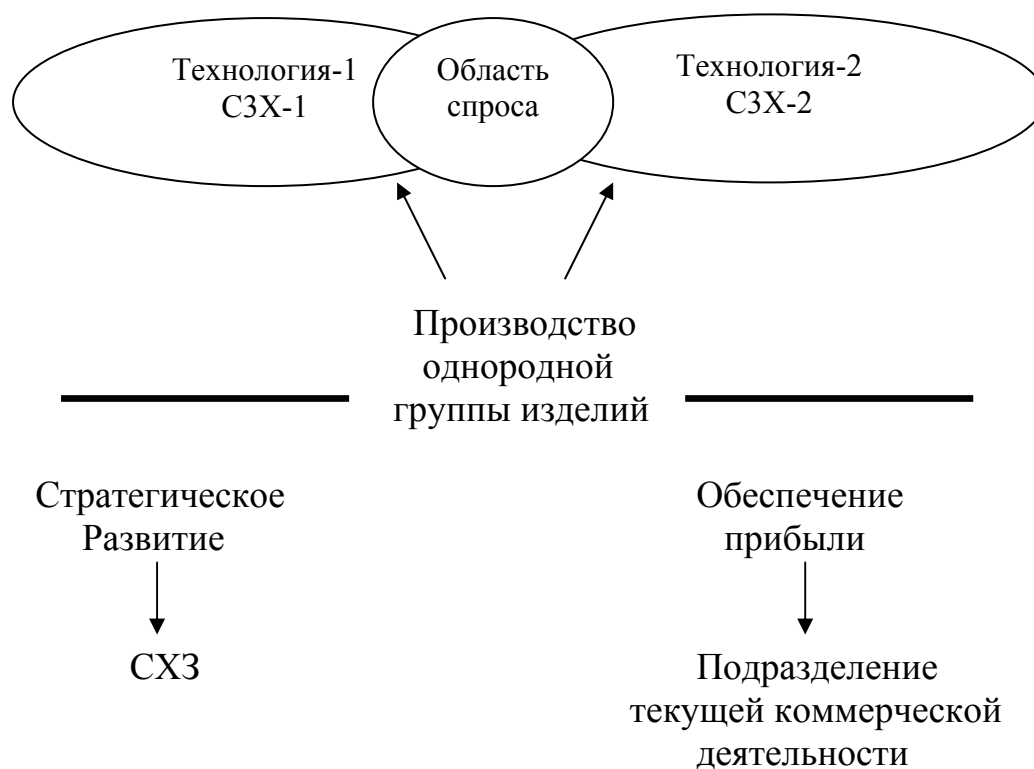 Технология-1
СЗХ-1
Область
спроса
Технология-2
СЗХ-2
Производство
однородной
группы изделий
Стратегическое
Развитие
СХЗ
Обеспечение
прибыли
Подразделение
текущей коммерческой
деятельности